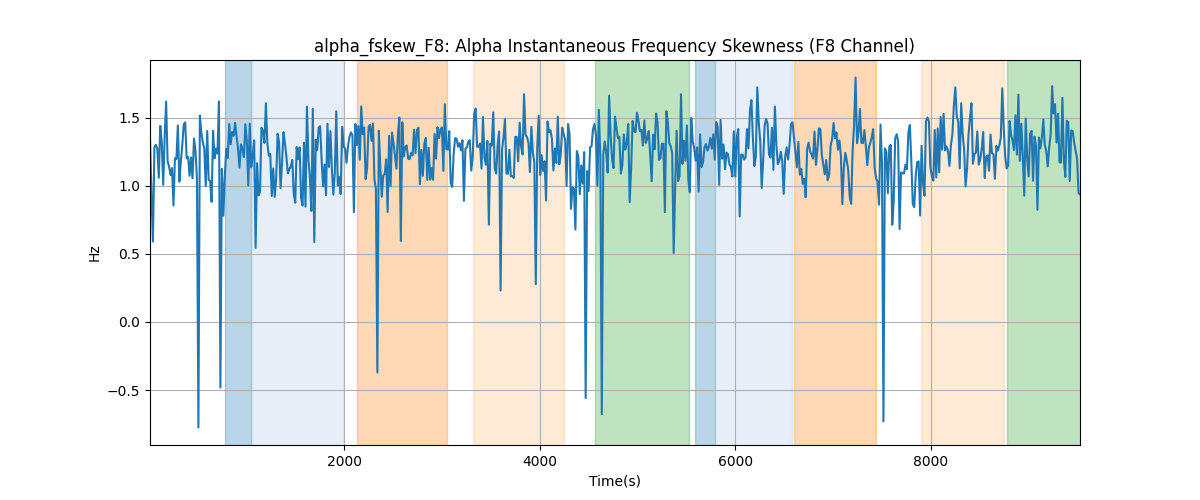 alpha_fskew_F8: Alpha Instantaneous Frequency Skewness (F8 Channel)
Hz
1.5
1.0
0.5
0.0
−0.5
2000 4000 6000 8000
Time(s)